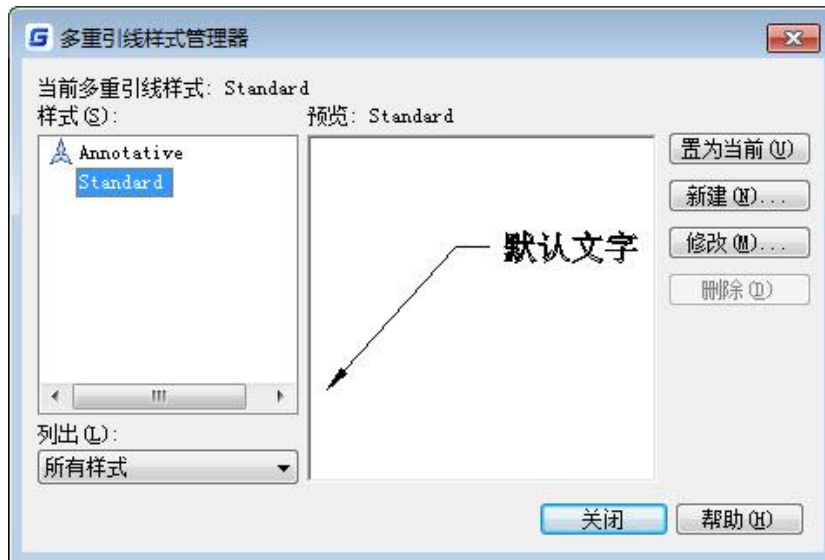 多重引线样式管理器
当前多重引线样式: Standard
样式(S):
预览: Standard
Annotative
Standard
默认文字
置为当前(U)
新建(N)...
修改(M)...
删除(D)
列出(L):
所有样式
关闭
帮助(H)